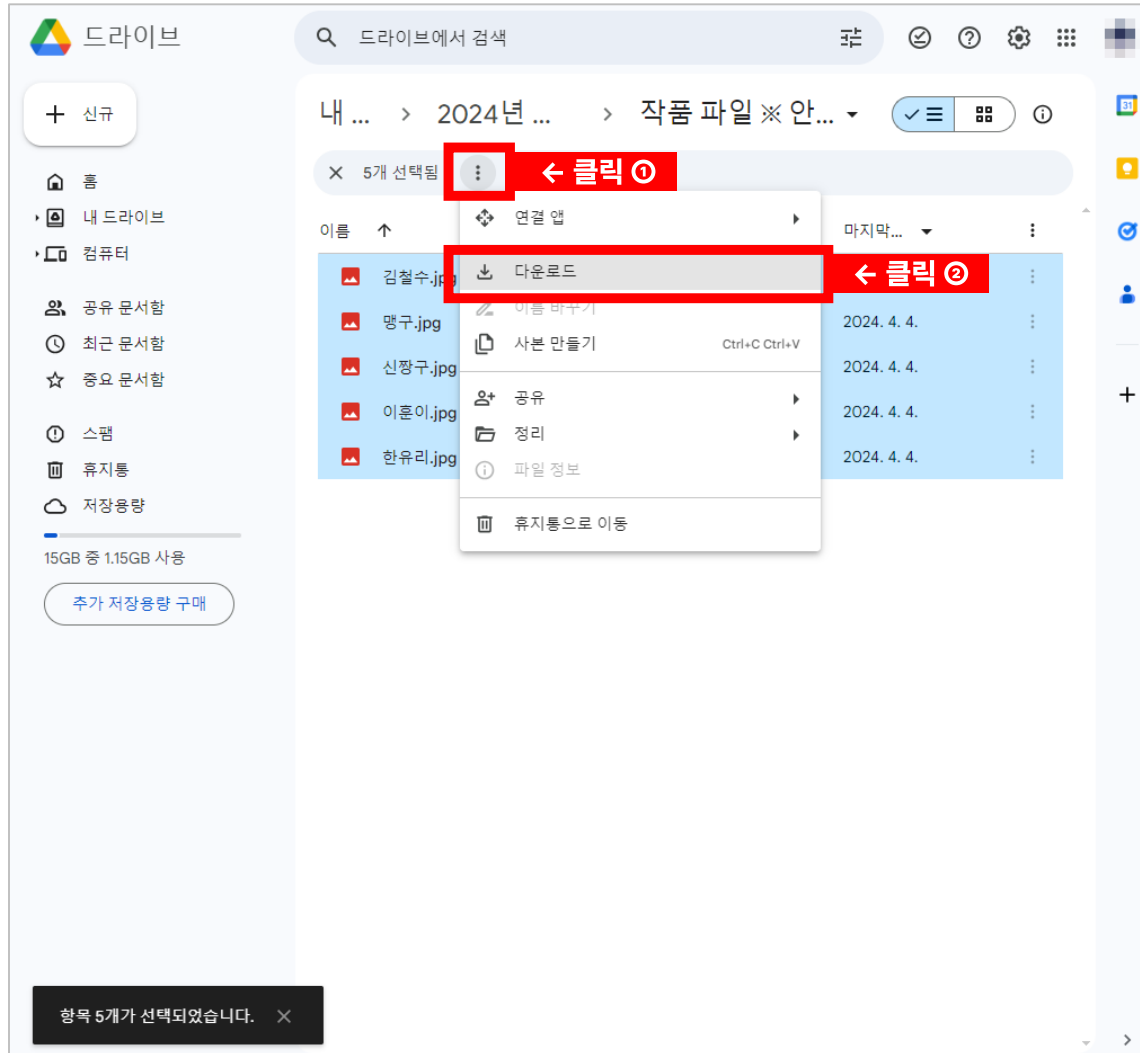 드라이브
드라이브에서 검색
신규
내 ... > 2024년 ... > 작품 파일 ※ 안...
31
5개 선택됨
← 클릭 ①
홈
내 드라이브
컴퓨터
공유 문서함
최근 문서함
중요 문서함
스팸
휴지통
저장용량
15GB 중 1.15GB 사용
추가 저장용량 구매
이름
마지막...
연결 앱
다운로드
← 클릭 ②
이름 바꾸기
사본 만들기 Ctrl+C Ctrl+V
공유
정리
파일 정보
휴지통으로 이동
김철수.jpg
맹구.jpg 2024. 4. 4.
신짱구.jpg 2024. 4. 4.
이훈이.jpg 2024. 4. 4.
한유리.jpg 2024. 4. 4.
항목 5개가 선택되었습니다.